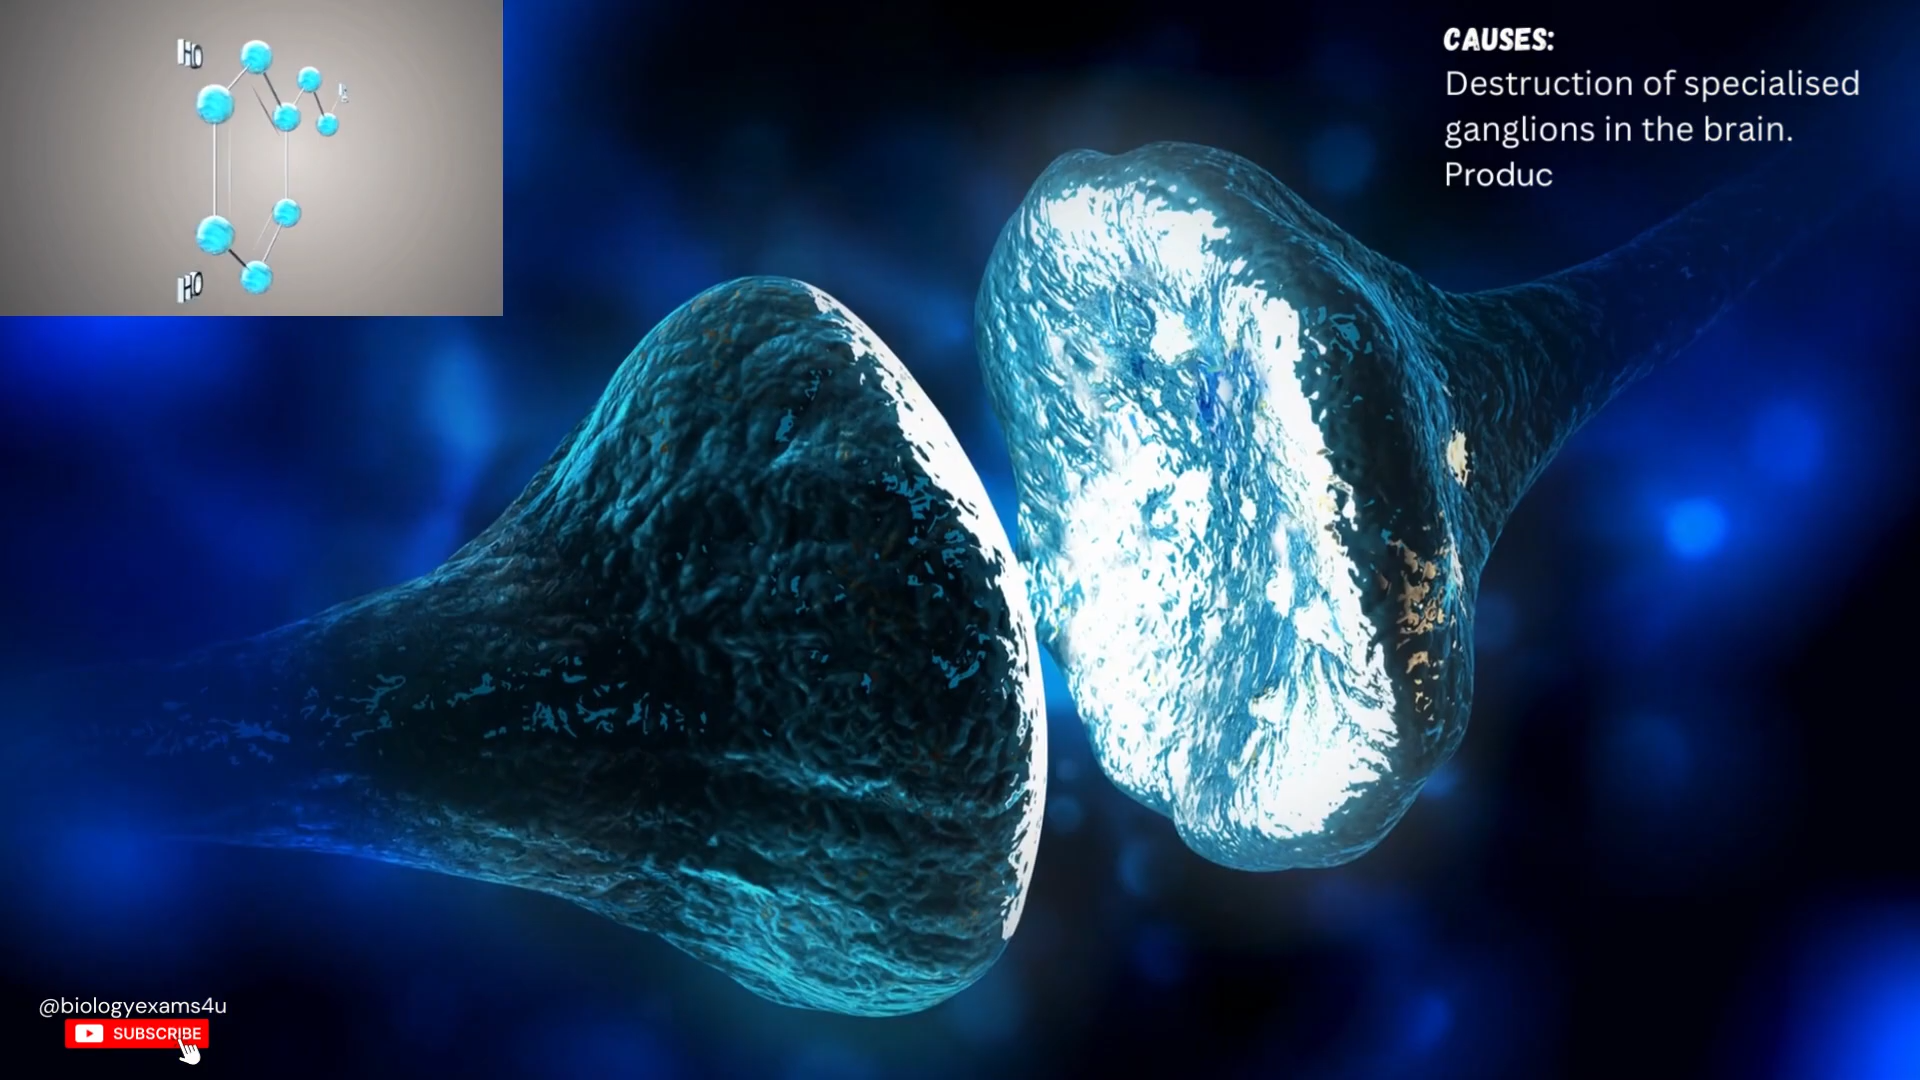 HO
HO
CAUSES:
Destruction of specialised
ganglions in the brain.
Produc
@biologyexams4u
SUBSCRIBE